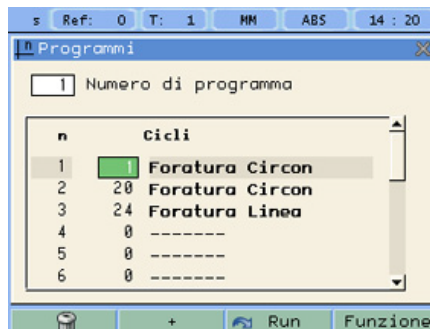 s Ref: 0 T: 1 MM ABS 14 : 20
n Programmi
1 Numero di programma
n Cicli
1 1 Foratura Circon
2 20 Foratura Circon
3 24 Foratura Linea
4 0 -------
5 0 -------
6 0 -------
+ Run Funzione